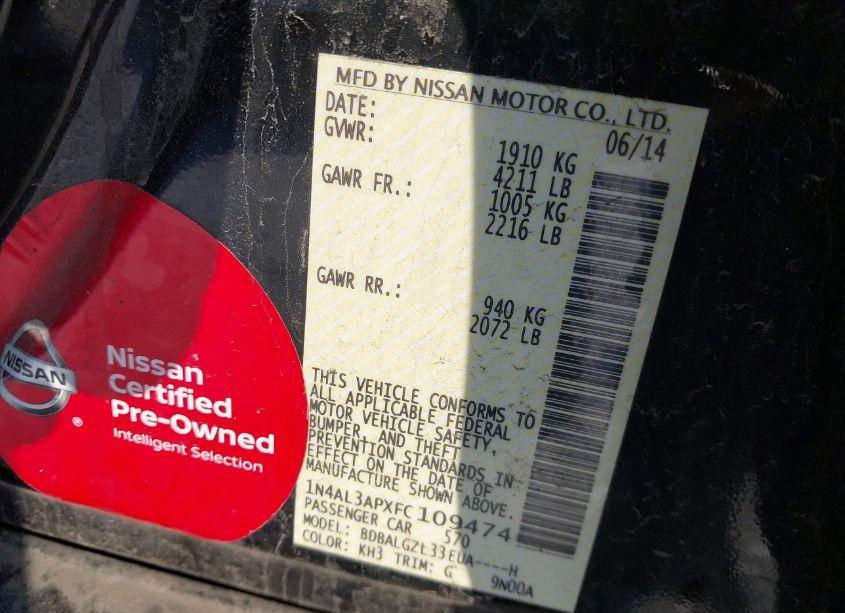 MFD BY NISSAN MOTOR CO., LTD.
DATE: 06/14
GVWR: 1910 KG
4211 LB
GAWR FR.: 1005 KG
2216 LB
GAWR RR.: 940 KG
2072 LB
THIS VEHICLE CONFORMS TO
ALL APPLICABLE FEDERAL
MOTOR VEHICLE SAFETY,
BUMPER, AND THEFT
PREVENTION STANDARDS IN
EFFECT ON THE DATE OF
MANUFACTURE SHOWN ABOVE.
1N4AL3APXFC109474
PASSENGER CAR 570
MODEL: BDBALGZL33EUA----H
COLOR: KH3 TRIM: G 9N00A
NISSAN
®
Nissan
Certified
Pre-Owned
Intelligent Selection